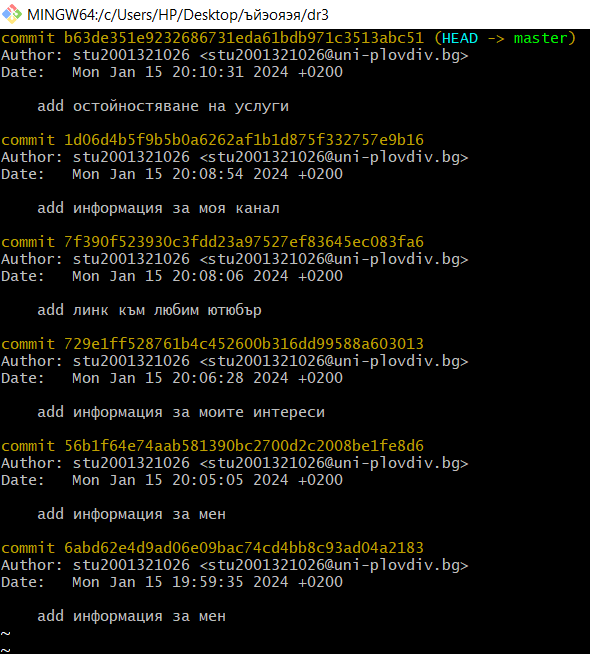 MINGW64:/c/Users/HP/Desktop/ъйэояэя/dr3
commit b63de351e9232686731eda61bdb971c3513abc51 (HEAD -> master)
Author: stu2001321026 <stu2001321026@uni-plovdiv.bg>
Date:   Mon Jan 15 20:10:31 2024 +0200
add остойностяване на услуги
commit 1d06d4b5f9b5b0a6262af1b1d875f332757e9b16
Author: stu2001321026 <stu2001321026@uni-plovdiv.bg>
Date:   Mon Jan 15 20:08:54 2024 +0200
add информация за моя канал
commit 7f390f523930c3fdd23a97527ef83645ec083fa6
Author: stu2001321026 <stu2001321026@uni-plovdiv.bg>
Date:   Mon Jan 15 20:08:06 2024 +0200
add линк към любим ютюбър
commit 729e1ff528761b4c452600b316dd99588a603013
Author: stu2001321026 <stu2001321026@uni-plovdiv.bg>
Date:   Mon Jan 15 20:06:28 2024 +0200
add информация за моите интереси
commit 56b1f64e74aab581390bc2700d2c2008be1fe8d6
Author: stu2001321026 <stu2001321026@uni-plovdiv.bg>
Date:   Mon Jan 15 20:05:05 2024 +0200
add информация за мен
commit 6abd62e4d9ad06e09bac74cd4bb8c93ad04a2183
Author: stu2001321026 <stu2001321026@uni-plovdiv.bg>
Date:   Mon Jan 15 19:59:35 2024 +0200
add информация за мен
~
~